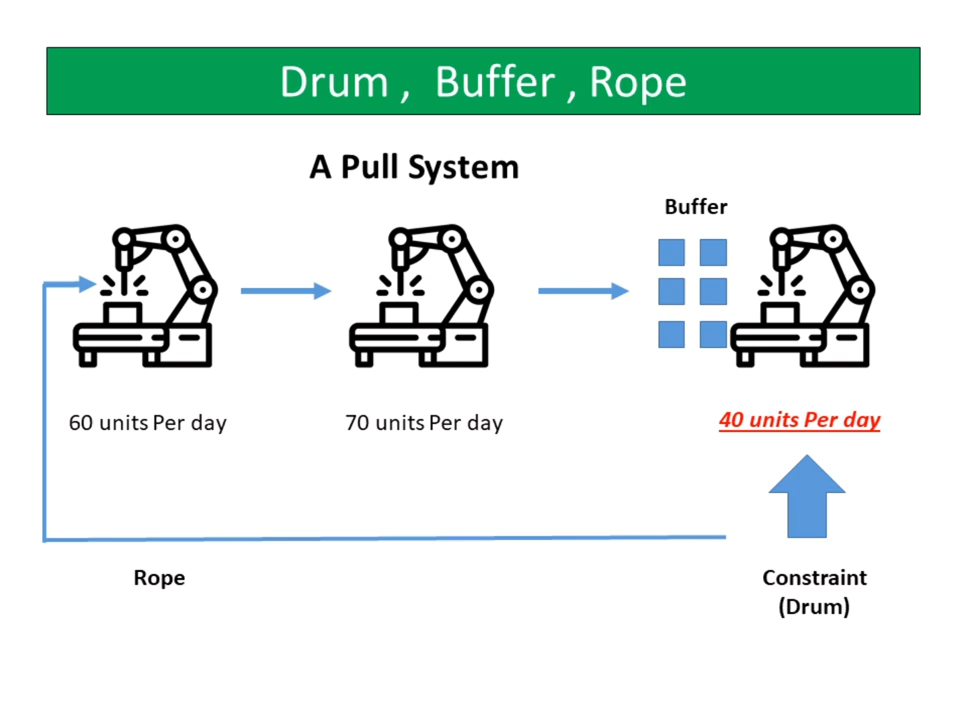 Drum , Buffer , Rope
A Pull System
Buffer
60 units Per day
70 units Per day
40 units Per day
Rope
Constraint
(Drum)